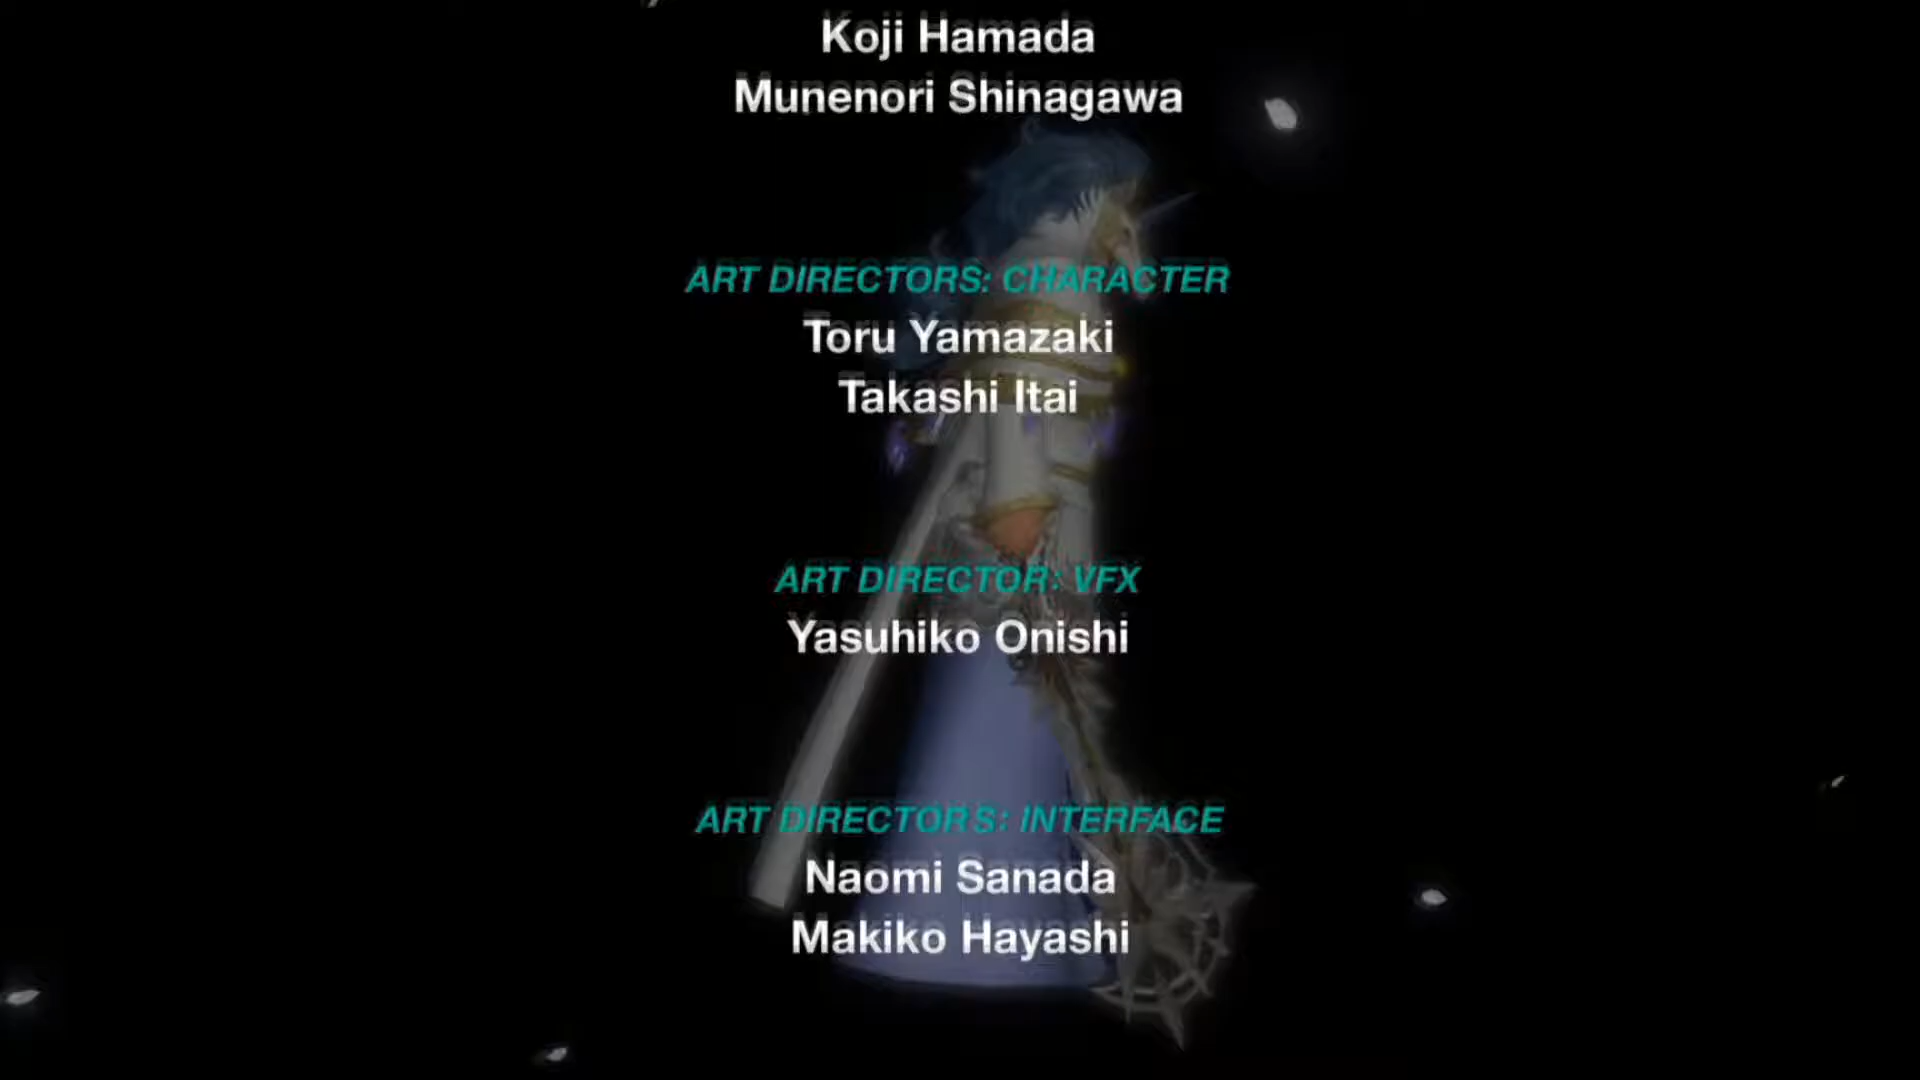 Koji Hamada
Munenori Shinagawa
ART DIRECTORS: CHARACTER
Toru Yamazaki
Takashi Itai
ART DIRECTOR: VFX
Yasuhiko Onishi
ART DIRECTORS: INTERFACE
Naomi Sanada
Makiko Hayashi